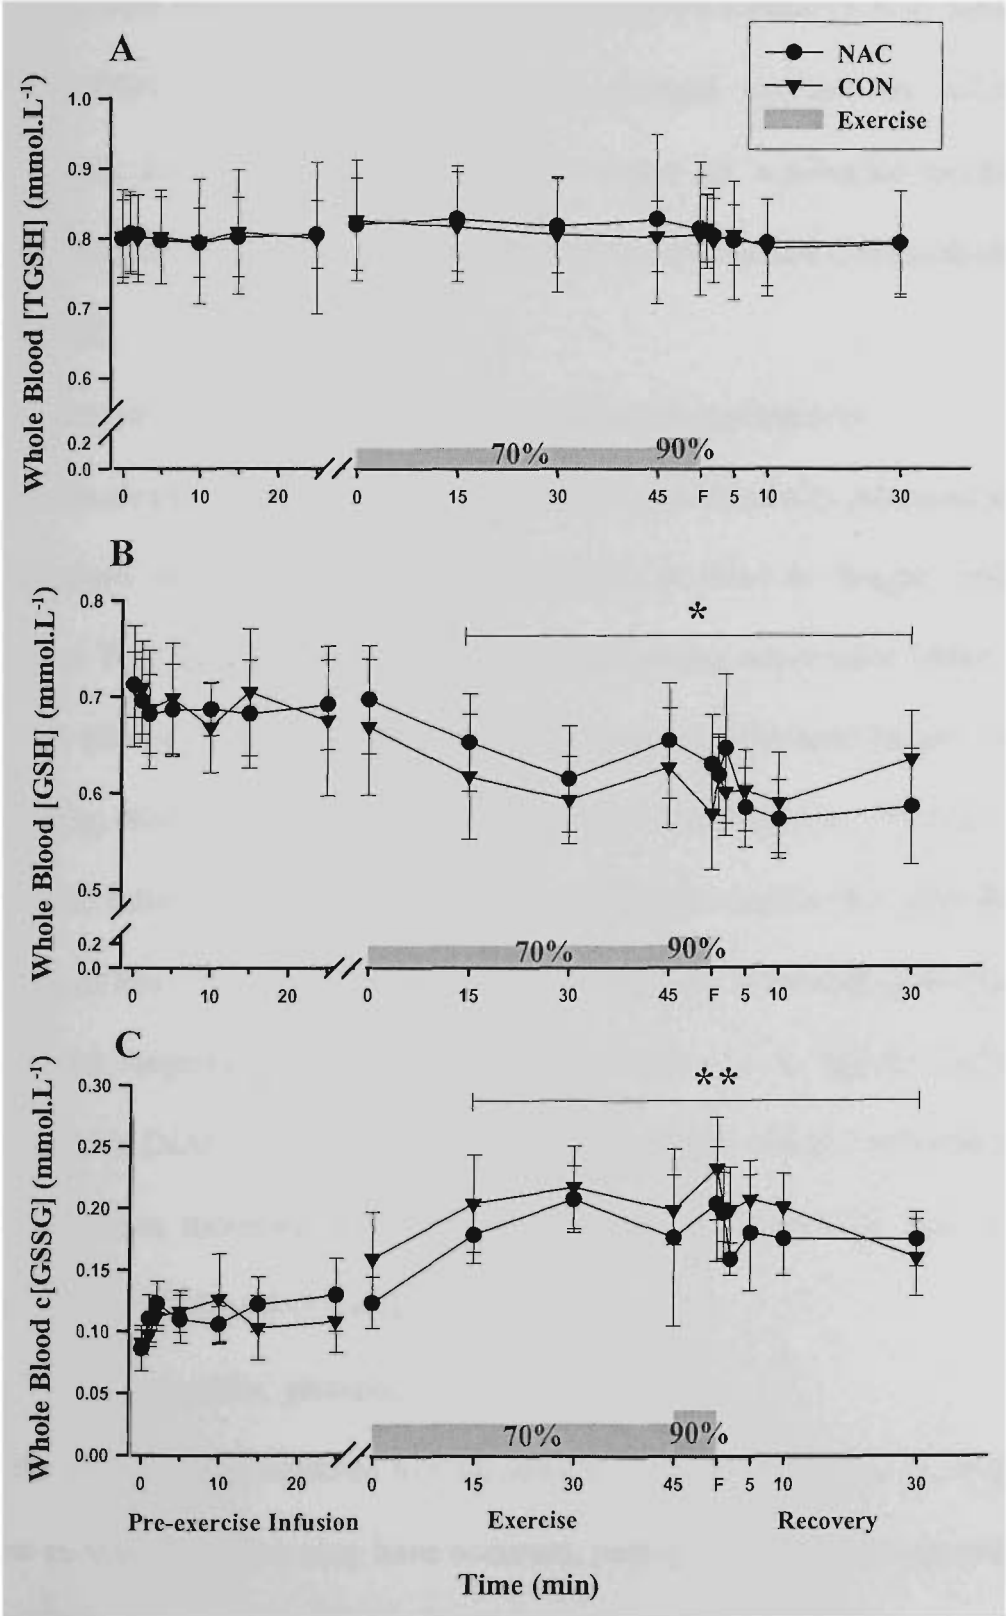 A
NAC
CON
Exercise
Whole Blood [TGSH] (mmol.L-1)
1.0
0.9
0.8
0.7
0.6
0.2
0.0
70%
90%
0 10 20 0 15 30 45 F 5 10 30
B
Whole Blood [GSH] (mmol.L-1)
*
0.8
0.7
0.6
0.5
0.2
0.0
70%
90%
0 10 20 0 15 30 45 F 5 10 30
C
Whole Blood c[GSSG] (mmol.L-1)
**
0.30
0.25
0.20
0.15
0.10
0.05
0.00
70%
90%
0 10 20 0 15 30 45 F 5 10 30
Pre-exercise Infusion Exercise Recovery
Time (min)